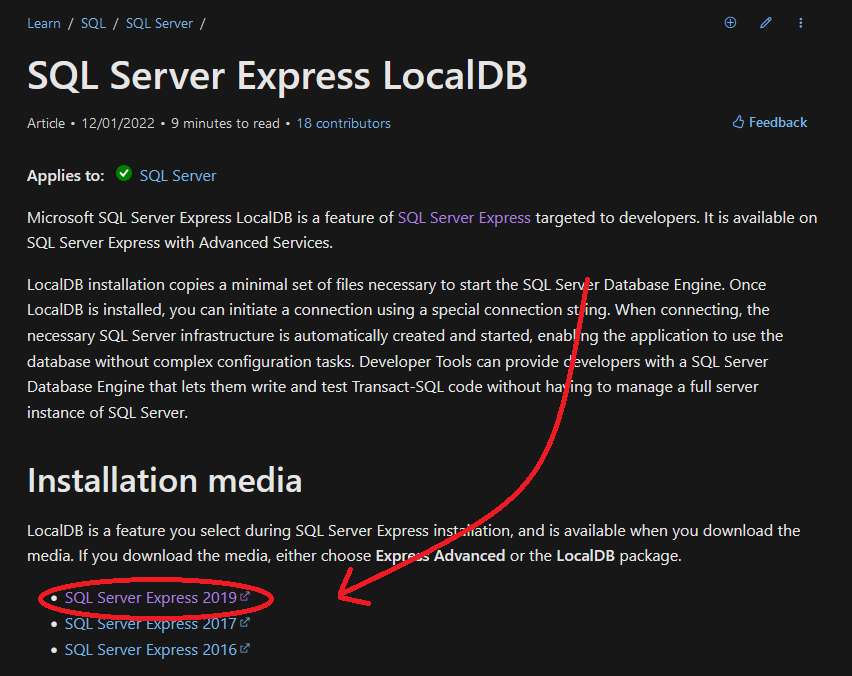 Learn / SQL / SQL Server /
SQL Server Express LocalDB
Article • 12/01/2022 • 9 minutes to read • 18 contributors
Feedback
Applies to: SQL Server
Microsoft SQL Server Express LocalDB is a feature of SQL Server Express targeted to developers. It is available on
SQL Server Express with Advanced Services.
LocalDB installation copies a minimal set of files necessary to start the SQL Server Database Engine. Once
LocalDB is installed, you can initiate a connection using a special connection string. When connecting, the
necessary SQL Server infrastructure is automatically created and started, enabling the application to use the
database without complex configuration tasks. Developer Tools can provide developers with a SQL Server
Database Engine that lets them write and test Transact-SQL code without having to manage a full server
instance of SQL Server.
Installation media
LocalDB is a feature you select during SQL Server Express installation, and is available when you download the
media. If you download the media, either choose Express Advanced or the LocalDB package.
• SQL Server Express 2019
• SQL Server Express 2017
• SQL Server Express 2016